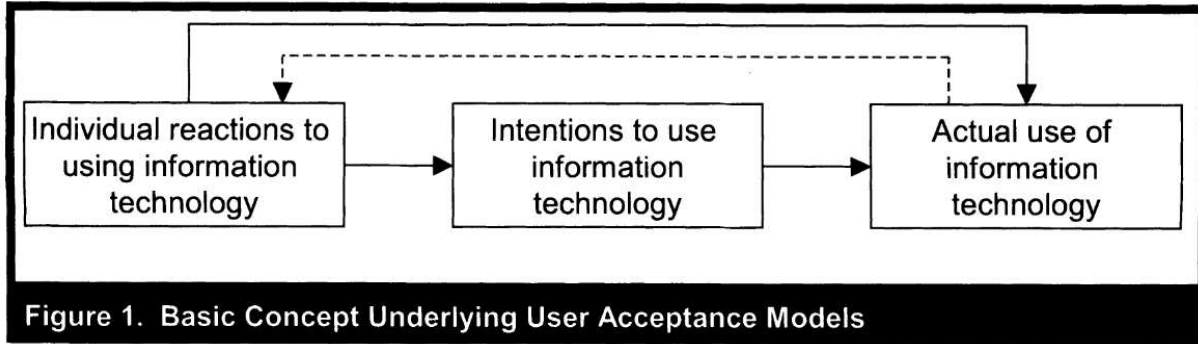 Individual reactions to
using information
technology
Intentions to use
information
technology
Actual use of
information
technology
Figure 1. Basic Concept Underlying User Acceptance Models